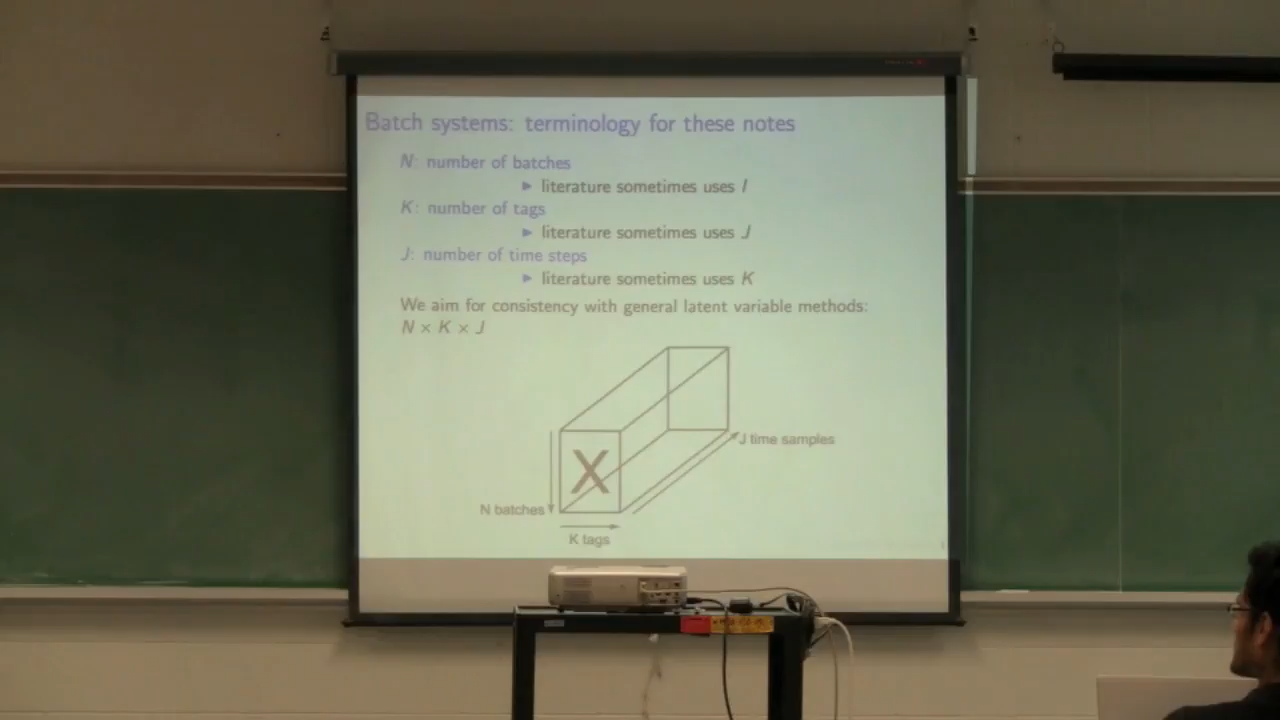 Batch systems: terminology for these notes
N: number of batches
► literature sometimes uses I
K: number of tags
► literature sometimes uses J
J: number of time steps
► literature sometimes uses K
We aim for consistency with general latent variable methods:
N × K × J
X
J time samples
N batches
K tags